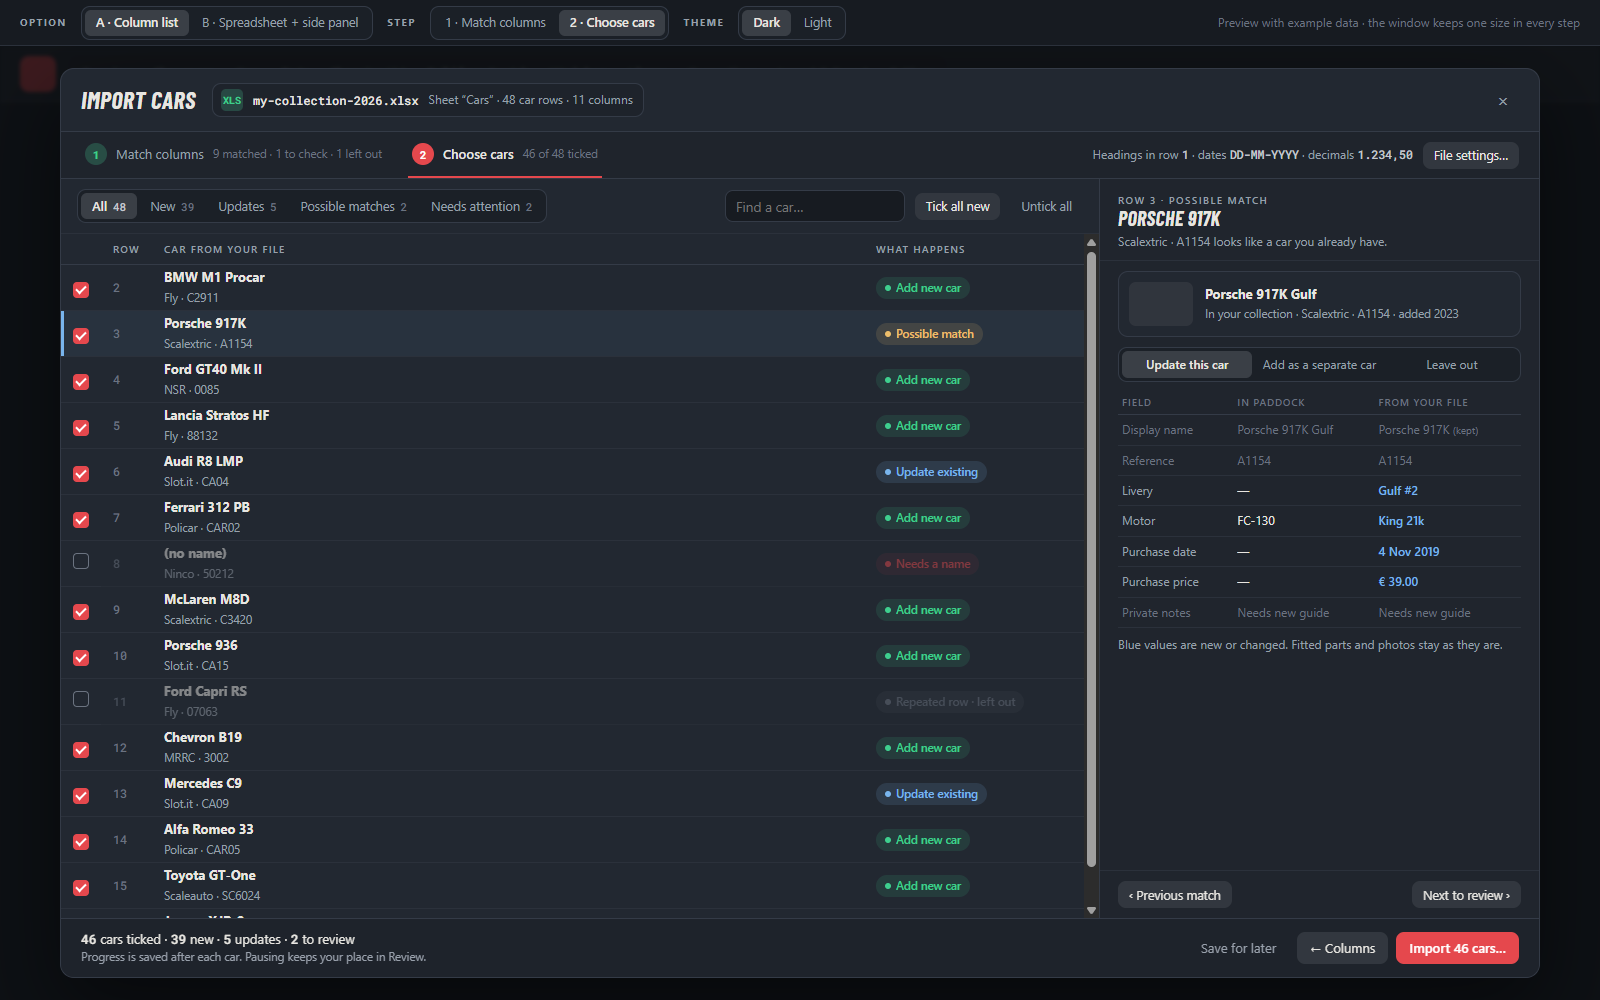 OPTION A · Column list B · Spreadsheet + side panel STEP 1 · Match columns 2 · Choose cars THEME Dark Light Preview with example data · the window keeps one size in every step
IMPORT CARS XLS my-collection-2026.xlsx Sheet “Cars” · 48 car rows · 11 columns ×
1 Match columns 9 matched · 1 to check · 1 left out 2 Choose cars 46 of 48 ticked Headings in row 1 · dates DD-MM-YYYY · decimals 1.234,50 File settings...
All 48 New 39 Updates 5 Possible matches 2 Needs attention 2 Find a car... Tick all new Untick all
ROW CAR FROM YOUR FILE WHAT HAPPENS
2 BMW M1 Procar Add new car
Fly · C2911
3 Porsche 917K Possible match
Scalextric · A1154
4 Ford GT40 Mk II Add new car
NSR · 0085
5 Lancia Stratos HF Add new car
Fly · 88132
6 Audi R8 LMP Update existing
Slot.it · CA04
7 Ferrari 312 PB Add new car
Policar · CAR02
8 (no name) Needs a name
Ninco · 50212
9 McLaren M8D Add new car
Scalextric · C3420
10 Porsche 936 Add new car
Slot.it · CA15
11 Ford Capri RS Repeated row · left out
Fly · 07063
12 Chevron B19 Add new car
MRRC · 3002
13 Mercedes C9 Update existing
Slot.it · CA09
14 Alfa Romeo 33 Add new car
Policar · CAR05
15 Toyota GT-One Add new car
Scaleauto · SC6024
ROW 3 · POSSIBLE MATCH
PORSCHE 917K
Scalextric · A1154 looks like a car you already have.
Porsche 917K Gulf
In your collection · Scalextric · A1154 · added 2023
Update this car Add as a separate car Leave out
FIELD IN PADDOCK FROM YOUR FILE
Display name Porsche 917K Gulf Porsche 917K (kept)
Reference A1154 A1154
Livery — Gulf #2
Motor FC-130 King 21k
Purchase date — 4 Nov 2019
Purchase price — € 39.00
Private notes Needs new guide Needs new guide
Blue values are new or changed. Fitted parts and photos stay as they are.
‹ Previous match Next to review ›
46 cars ticked · 39 new · 5 updates · 2 to review
Progress is saved after each car. Pausing keeps your place in Review.
Save for later ← Columns Import 46 cars...